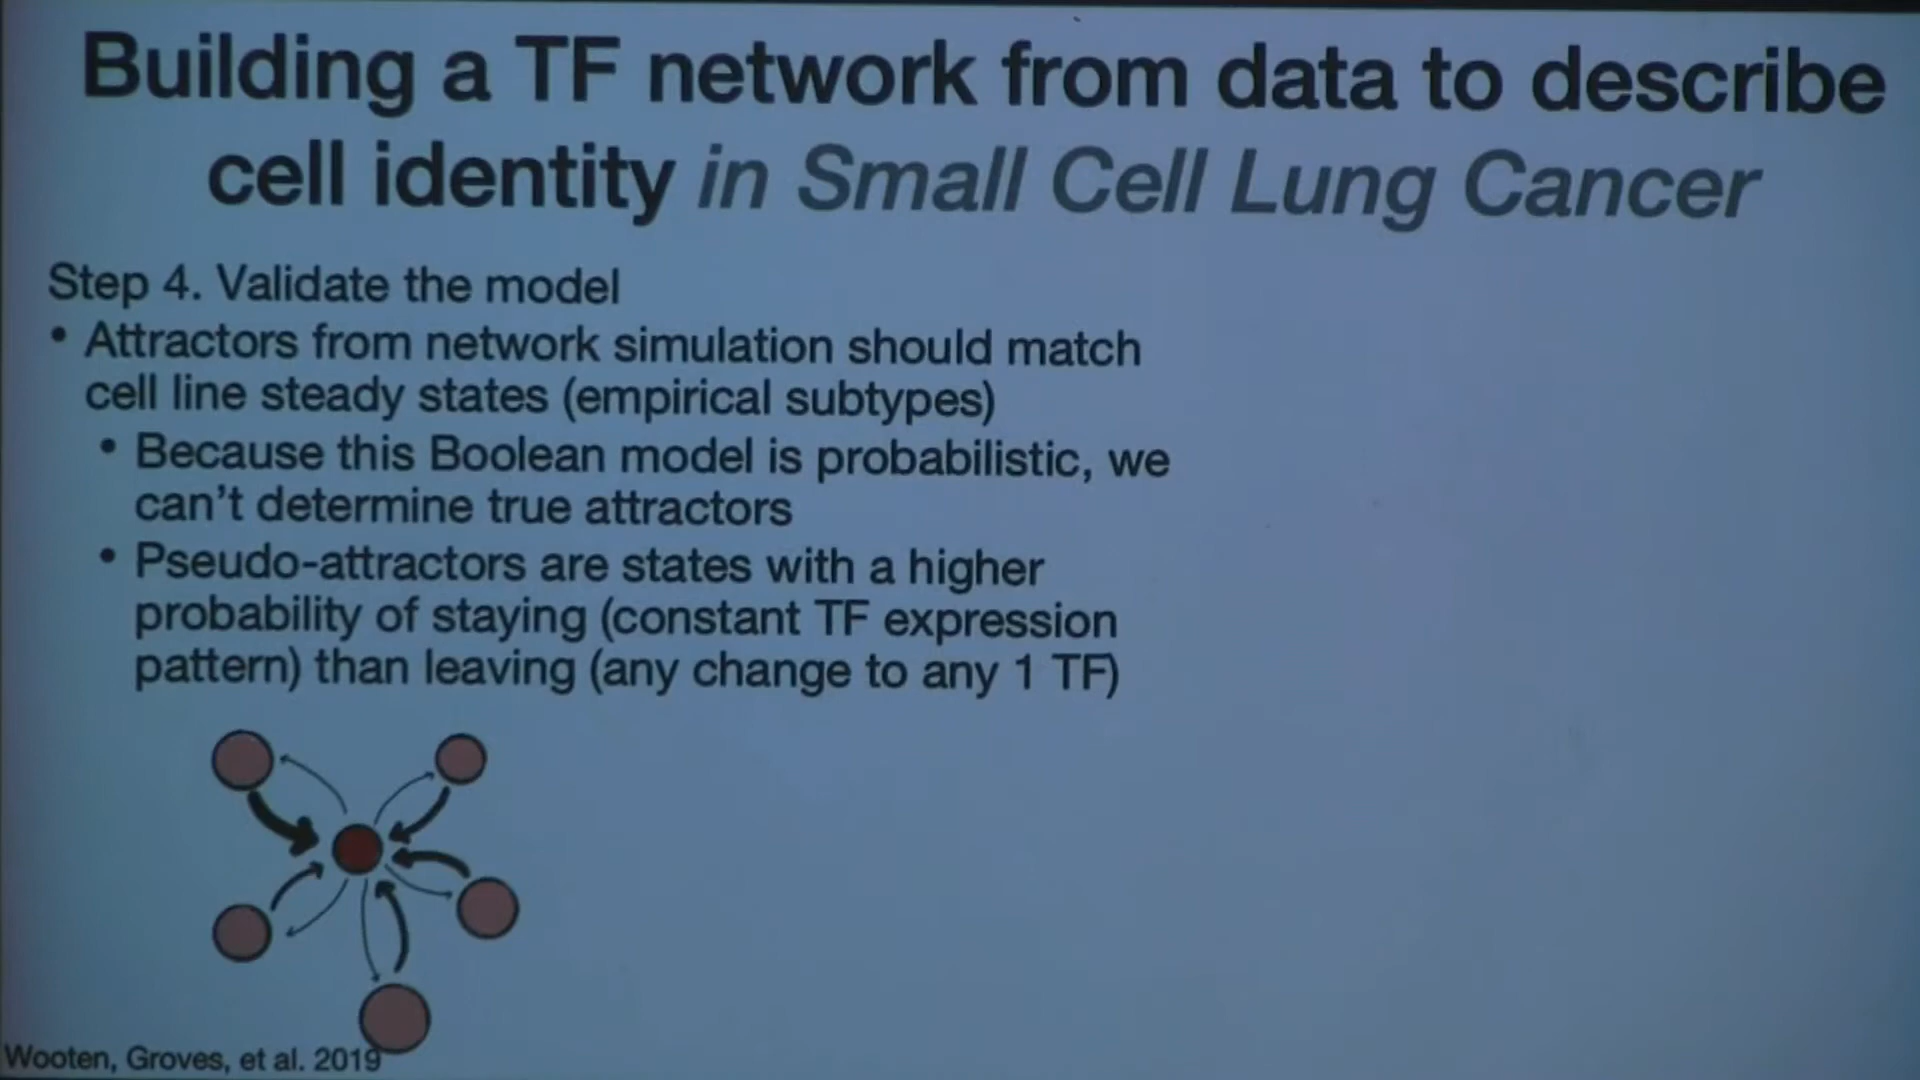 Building a TF network from data to describe
cell identity in Small Cell Lung Cancer
Step 4. Validate the model
• Attractors from network simulation should match
cell line steady states (empirical subtypes)
• Because this Boolean model is probabilistic, we
can't determine true attractors
• Pseudo-attractors are states with a higher
probability of staying (constant TF expression
pattern) than leaving (any change to any 1 TF)
Wooten, Groves, et al. 2019